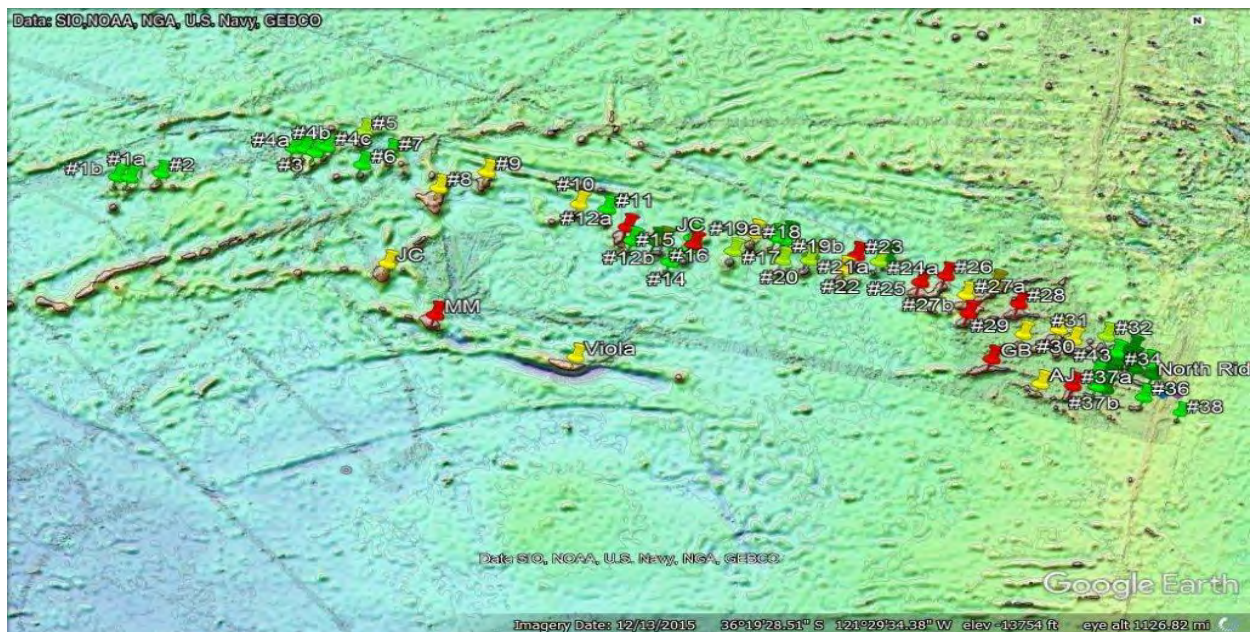 Data: SIO,NOAA, NGA, U.S. Navy, GEBCO
N
#5
#4b
#4a
#4c
#7
#1a
#1b
#2
#3
#6
#8
#9
#10
#11
#12a
JC
#19a
#18
#15
#16
#17
#19b
#23
#12b
#14
#20
#21a
#22
#24a
#25
#26
#27a
#27b
#28
JC
MM
#29
#31
#32
Viola
GB
#30
#43
#34
AJ
#37a
North Rid
#37b
#36
#38
Data SIO, NOAA, U.S. Navy, NGA, GEBCO
Google Earth
Imagery Date: 12/13/2015 36°19'28.51" S 121°29'34.38" W elev -13754 ft eye alt 1126.82 mi